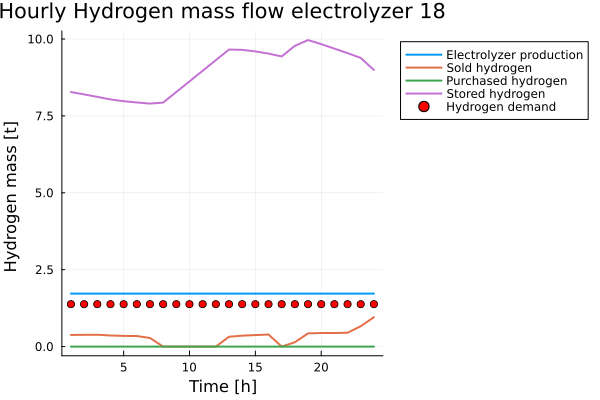 Hourly Hydrogen mass flow electrolyzer 18
Electrolyzer production
Sold hydrogen
Purchased hydrogen
Stored hydrogen
Hydrogen demand
Hydrogen mass [t]
10.0
7.5
5.0
2.5
0.0
5 10 15 20
Time [h]